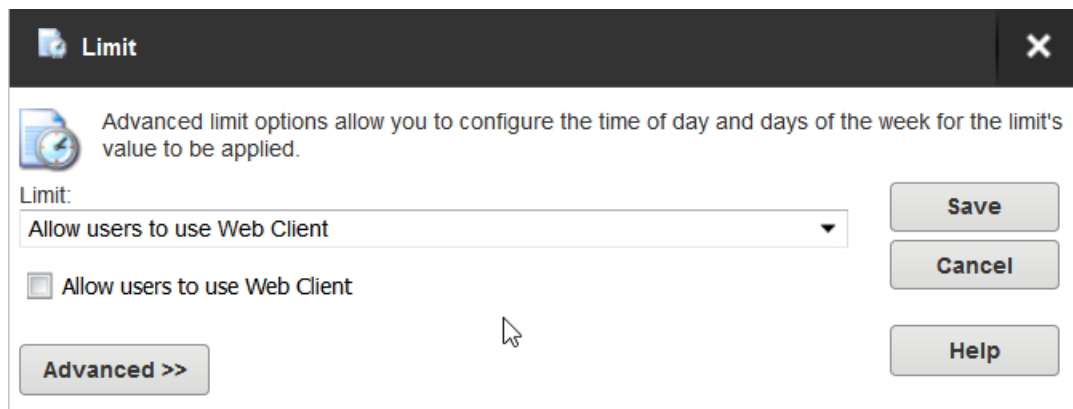 Limit
Advanced limit options allow you to configure the time of day and days of the week for the limit's
value to be applied.
Limit:
Allow users to use Web Client
Save
Cancel
Allow users to use Web Client
Help
Advanced >>